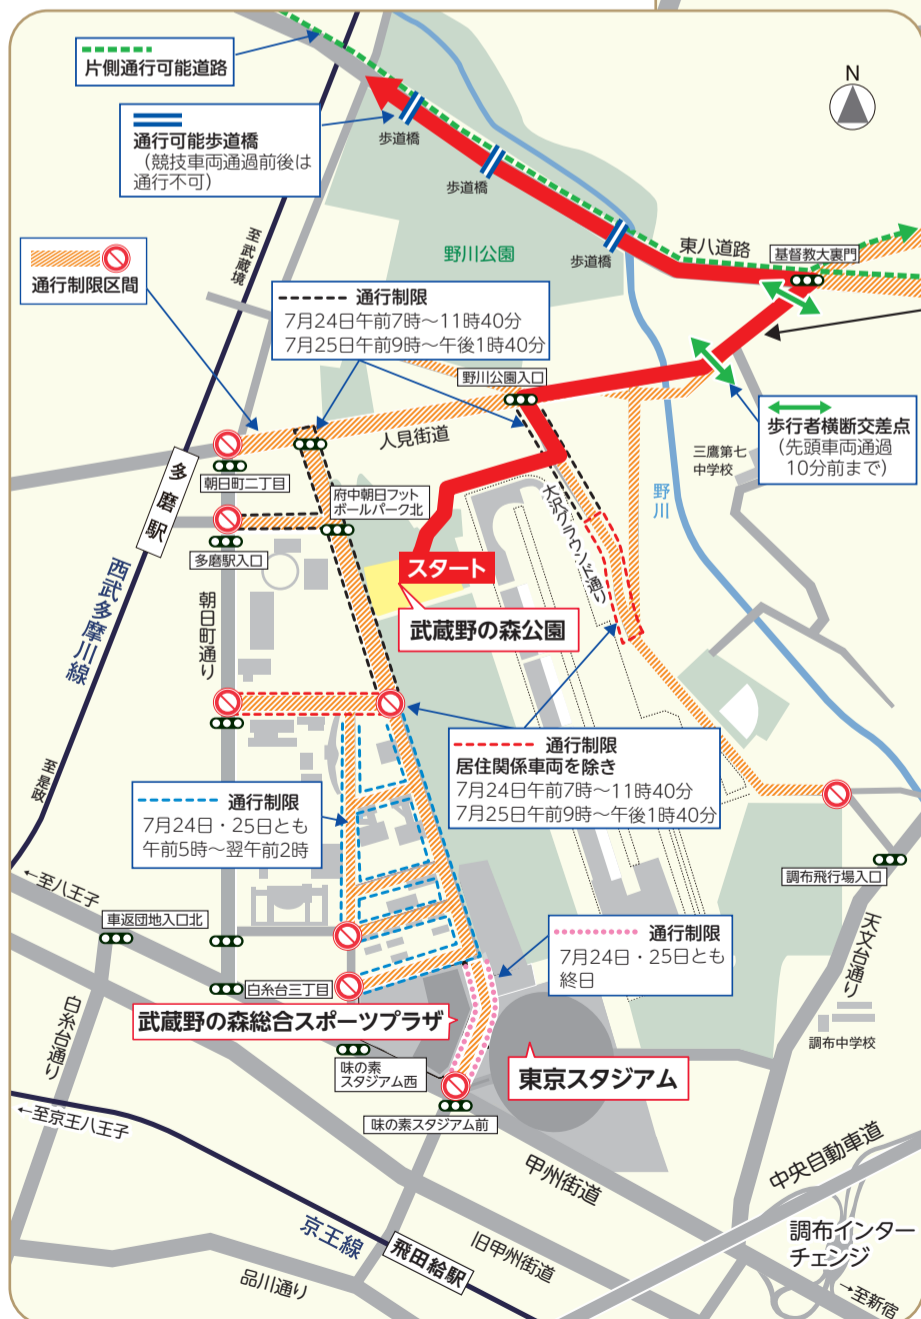 片側通行可能道路
N
通行可能歩道橋
（競技車両通過前後は
通行不可）
歩道橋
歩道橋
歩道橋
野川公園
東八道路
基督教大裏門
至武蔵境
通行制限区間
通行制限
7月24日午前7時～11時40分
7月25日午前9時～午後1時40分
野川公園入口
人見街道
歩行者横断交差点
（先頭車両通過
10分前まで）
三鷹第七
中学校
野川
朝日町二丁目
多磨駅
府中朝日フット
ボールパーク北
多磨駅入口
大沢グラウンド通り
スタート
武蔵野の森公園
西武多摩川線
朝日町通り
至是政
通行制限
居住関係車両を除き
7月24日午前7時～11時40分
7月25日午前9時～午後1時40分
通行制限
7月24日・25日とも
午前5時～翌午前2時
調布飛行場入口
←至八王子
車返団地入口北
天文台通り
通行制限
7月24日・25日とも
終日
白糸台三丁目
武蔵野の森総合スポーツプラザ
白糸台通り
味の素
スタジアム西
東京スタジアム
調布中学校
味の素スタジアム前
←至京王八王子
甲州街道
中央自動車道
京王線
飛田給駅
旧甲州街道
調布インター
チェンジ
品川通り
→至新宿